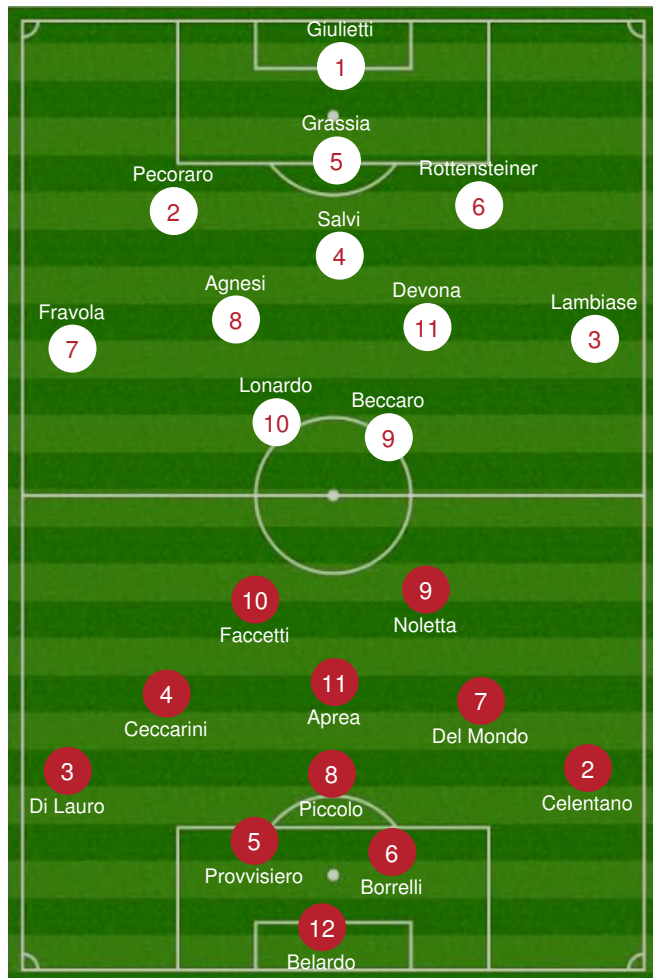 Giulietti
1
Grassia
5
Pecoraro
2
Rottensteiner
6
Salvi
4
Agnesi
8
Devona
11
Fravola
7
Lambiase
3
Lonardo
10
Beccaro
9
10
Faccetti
9
Noletta
4
Ceccarini
11
Aprea
7
Del Mondo
3
Di Lauro
8
Piccolo
2
Celentano
5
Provvisiero
6
Borrelli
12
Belardo